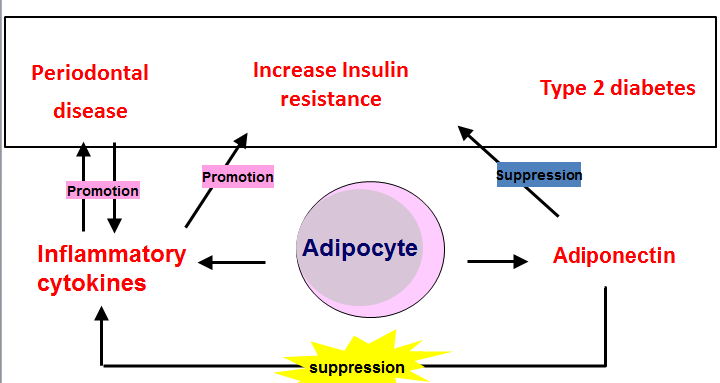 Periodontal
disease
Increase Insulin
resistance
Type 2 diabetes
Promotion
Promotion
Suppression
Inflammatory
cytokines
Adipocyte
Adiponectin
suppression